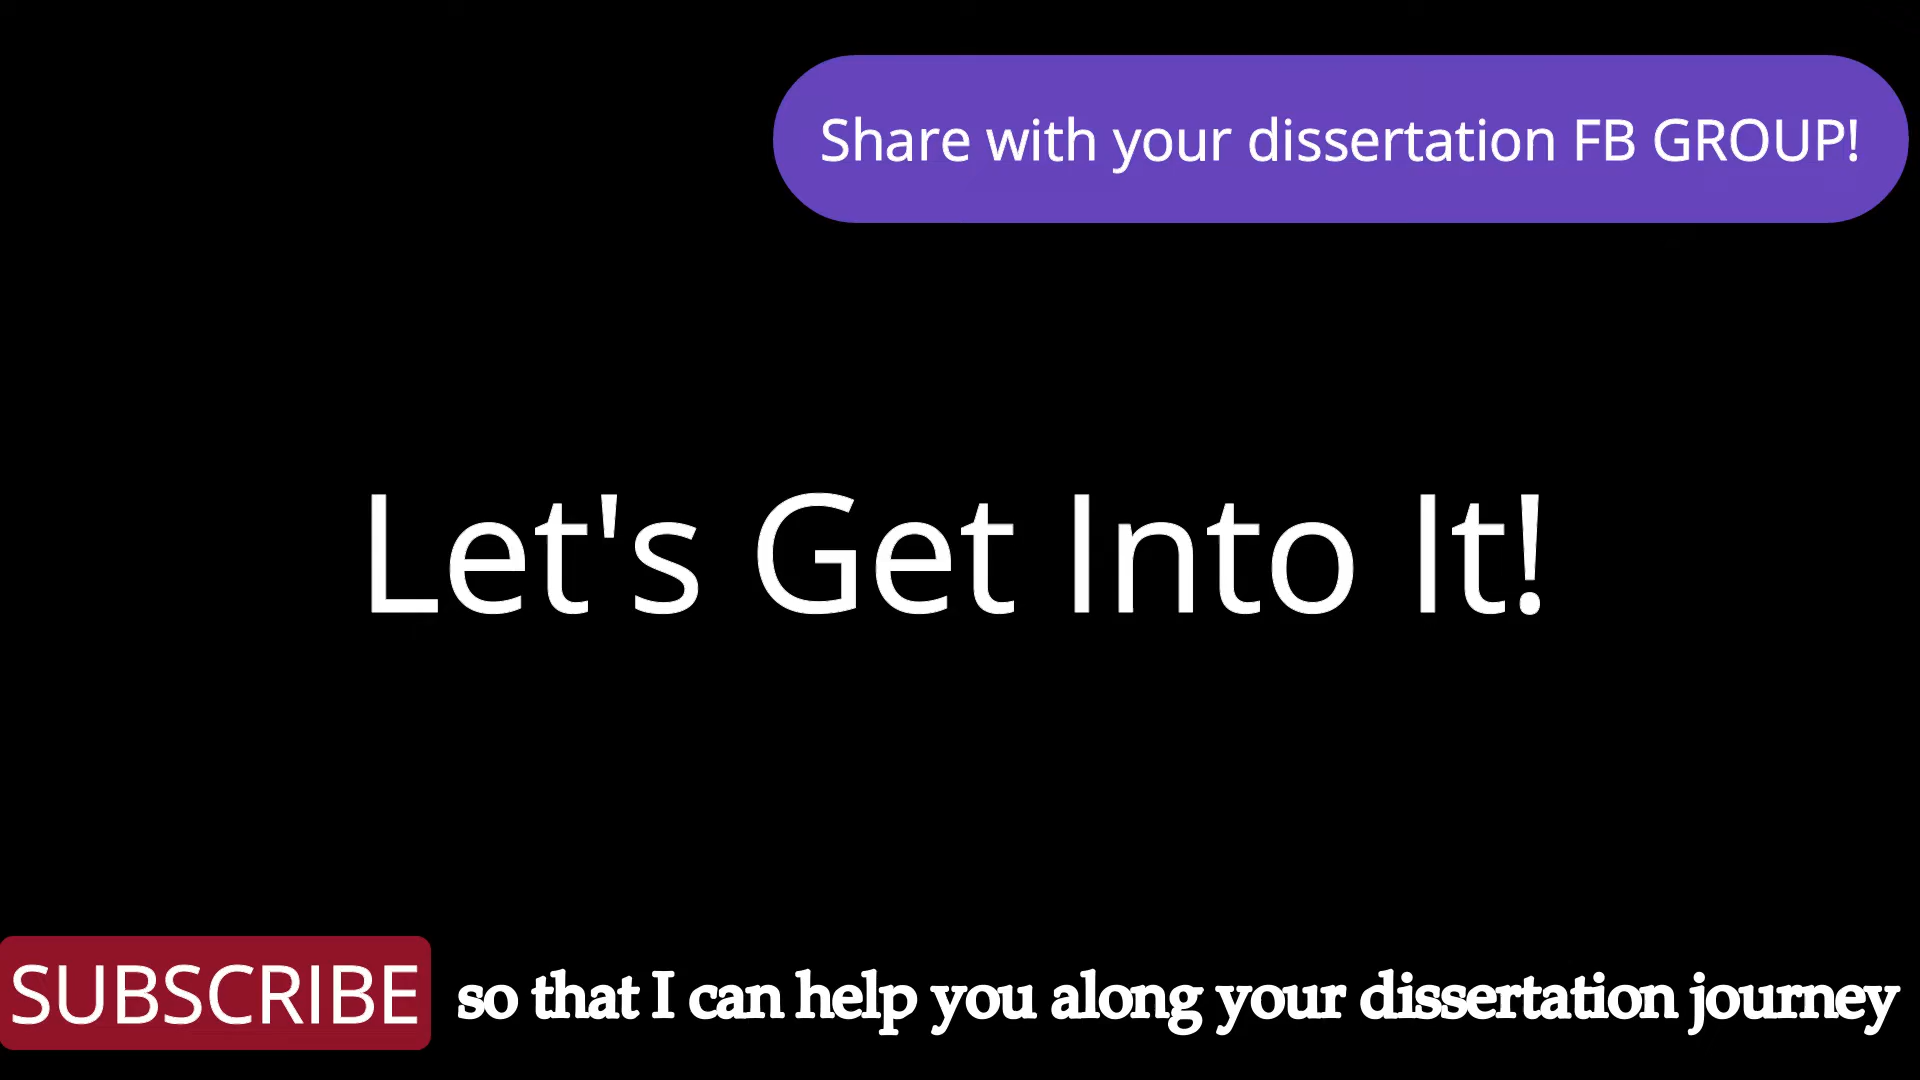 Share with your dissertation FB GROUP!
Let's Get Into It!
SUBSCRIBE so that I can help you along your dissertation journey